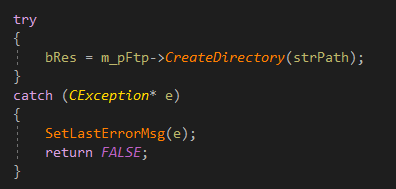 try
{
    bRes = m_pFtp->CreateDirectory(strPath);
}
catch (CException* e)
{
    SetLastErrorMsg(e);
    return FALSE;
}